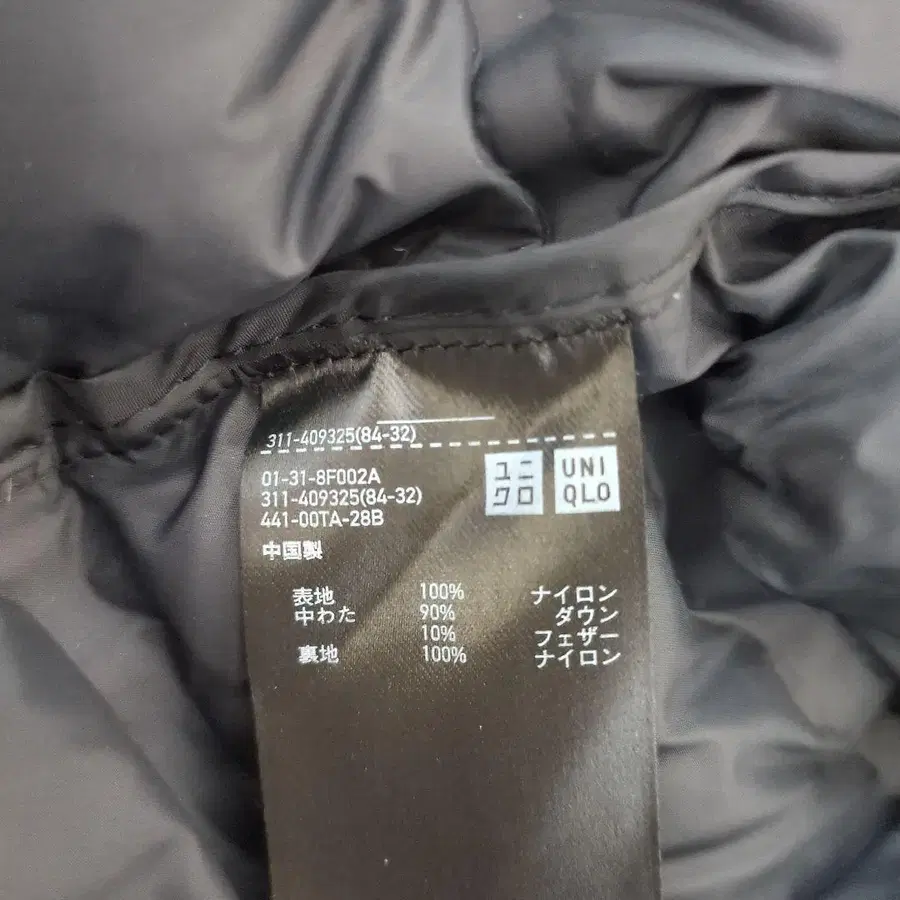 311-409325(84-32)
01-31-8F002A
311-409325(84-32)
441-00TA-28B
中国製
ユニ
クロ
UNI
QLO
表地 100% ナイロン
中わた 90% ダウン
10% フェザー
裏地 100% ナイロン